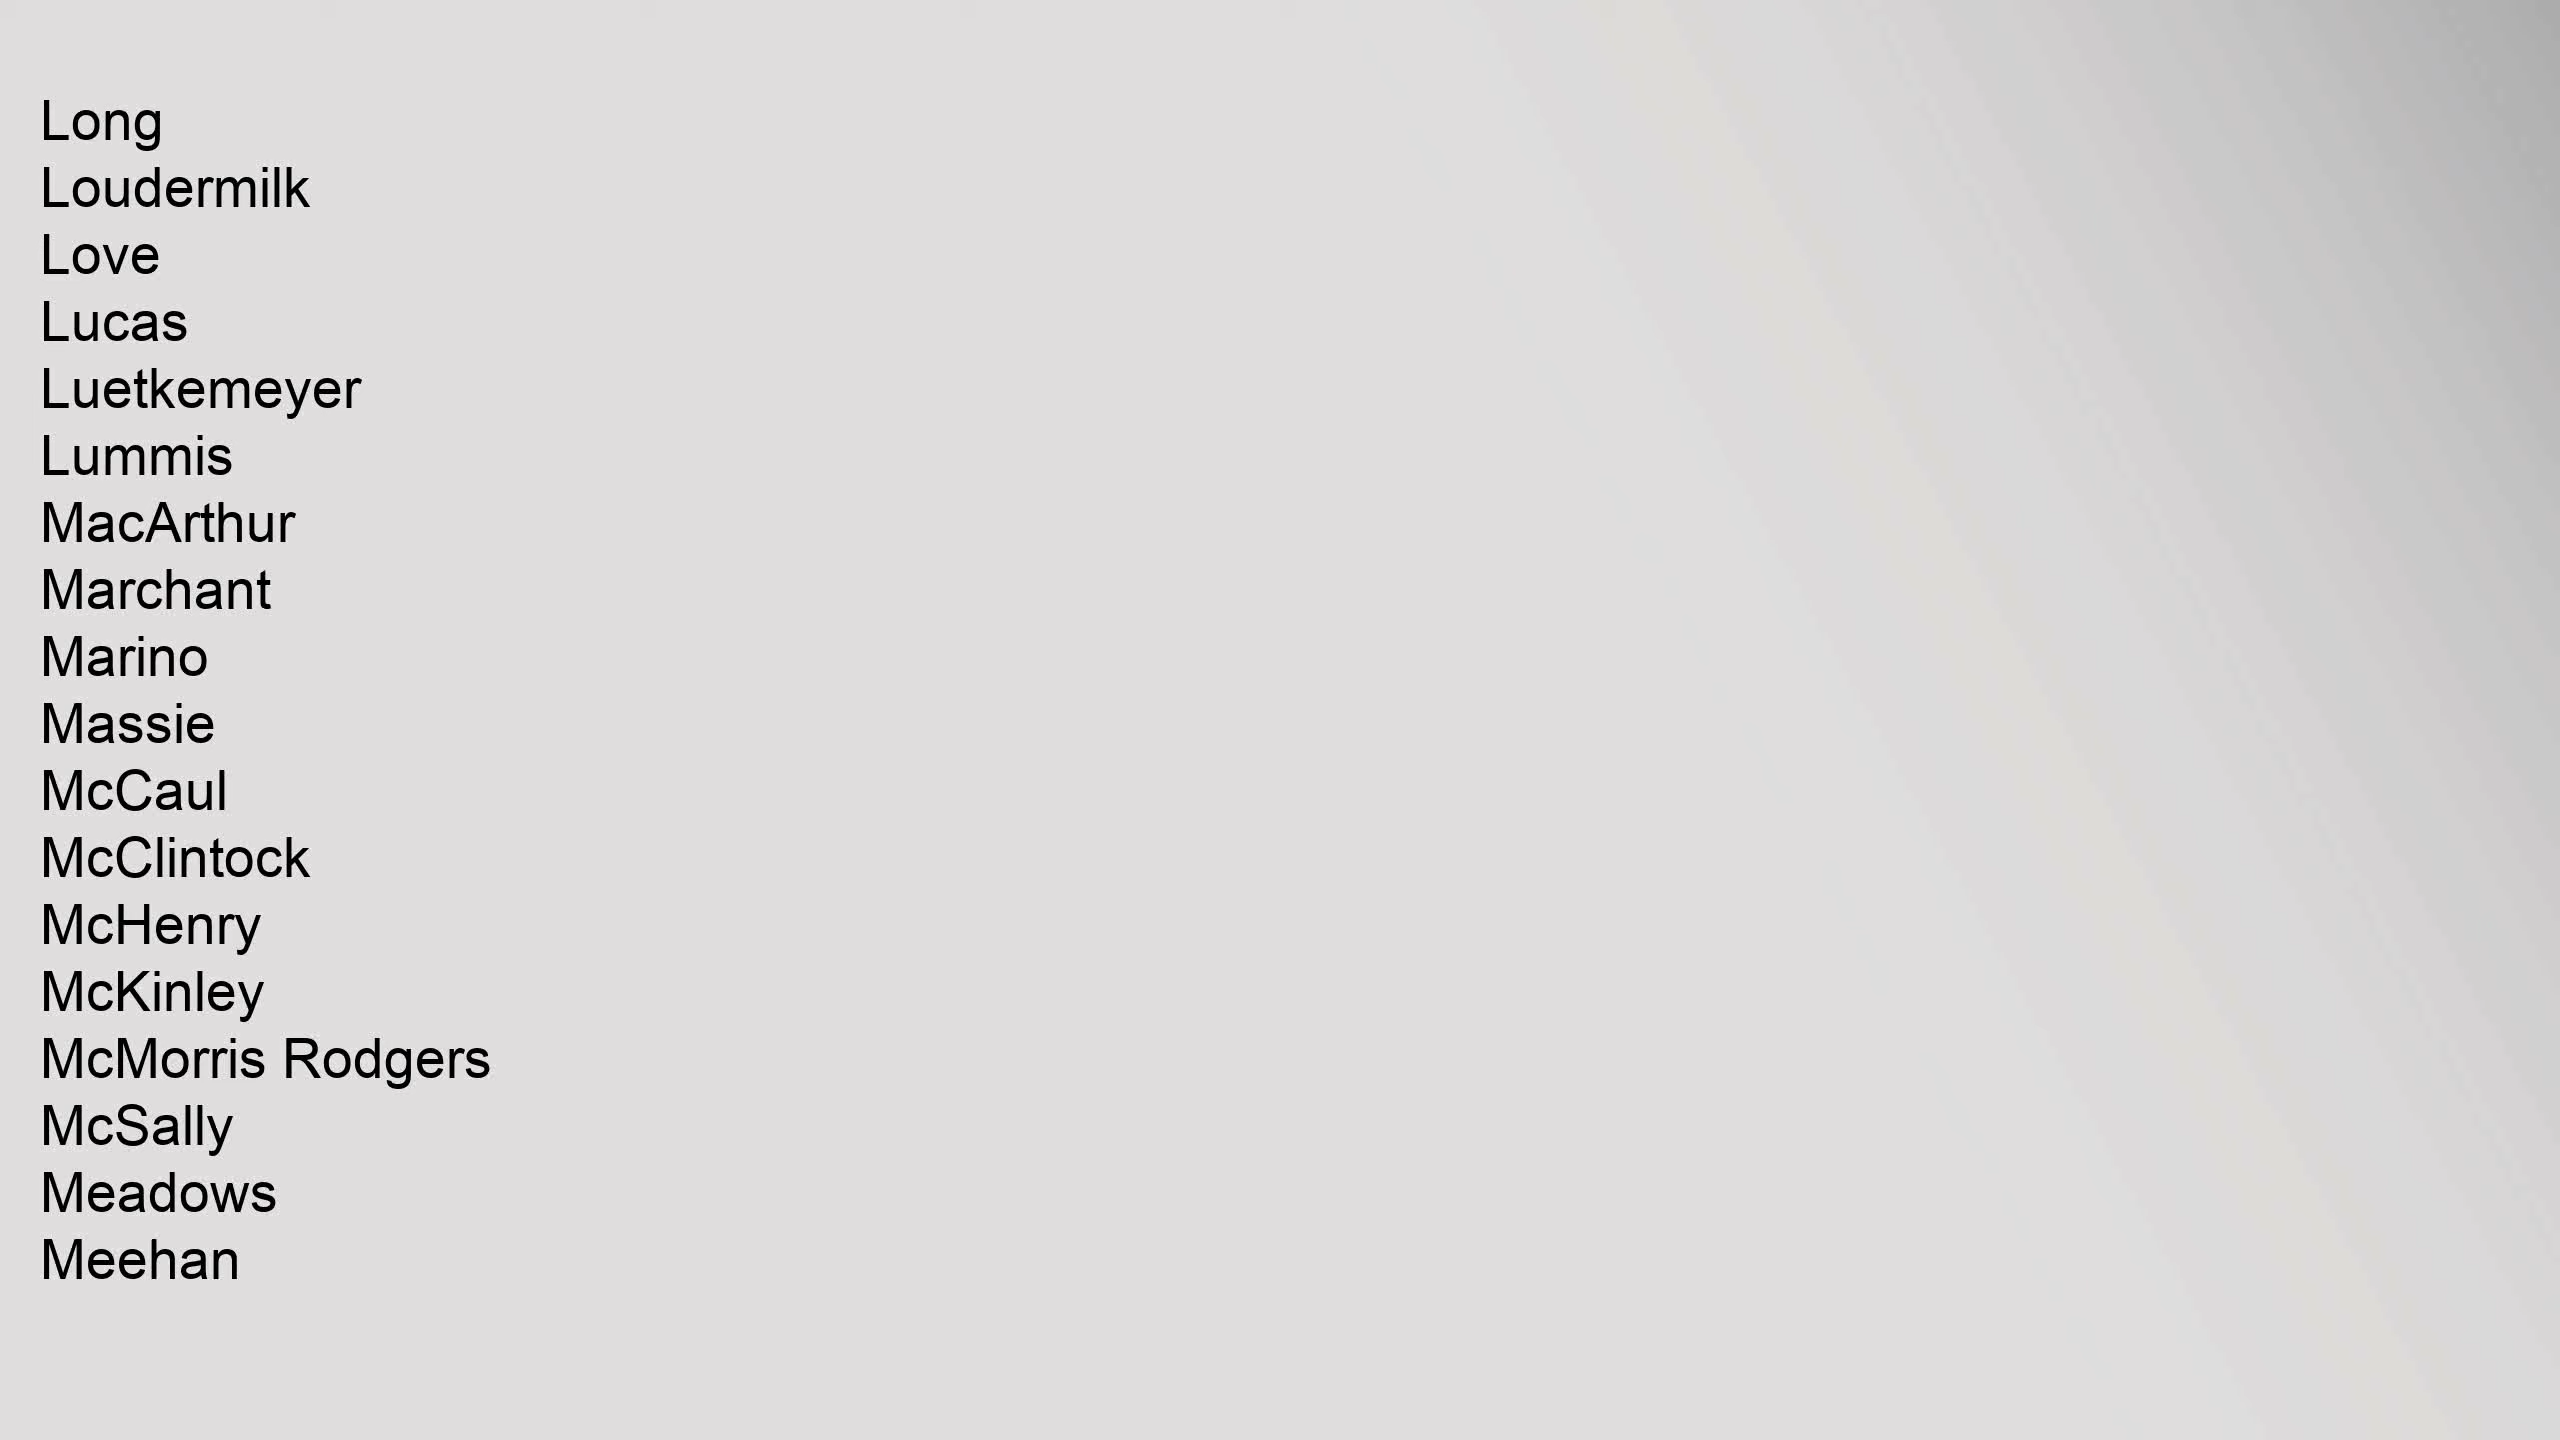 Long
Loudermilk
Love
Lucas
Luetkemeyer
Lummis
MacArthur
Marchant
Marino
Massie
McCaul
McClintock
McHenry
McKinley
McMorris Rodgers
McSally
Meadows
Meehan